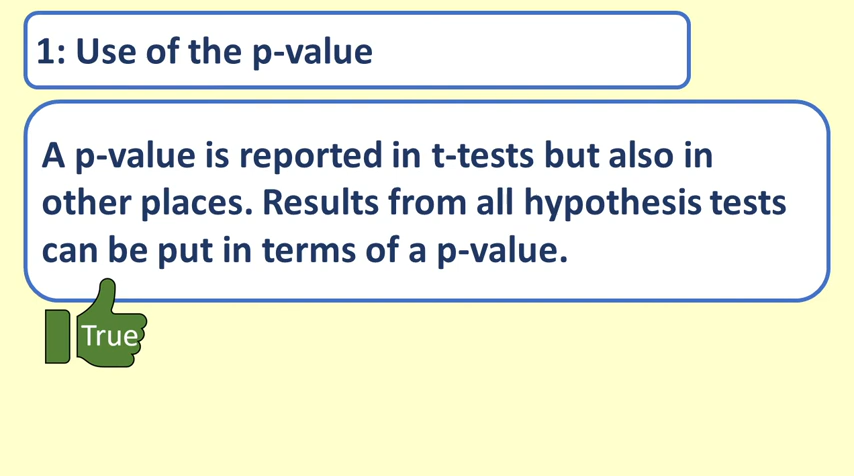 1: Use of the p-value
A p-value is reported in t-tests but also in
other places. Results from all hypothesis tests
can be put in terms of a p-value.
True